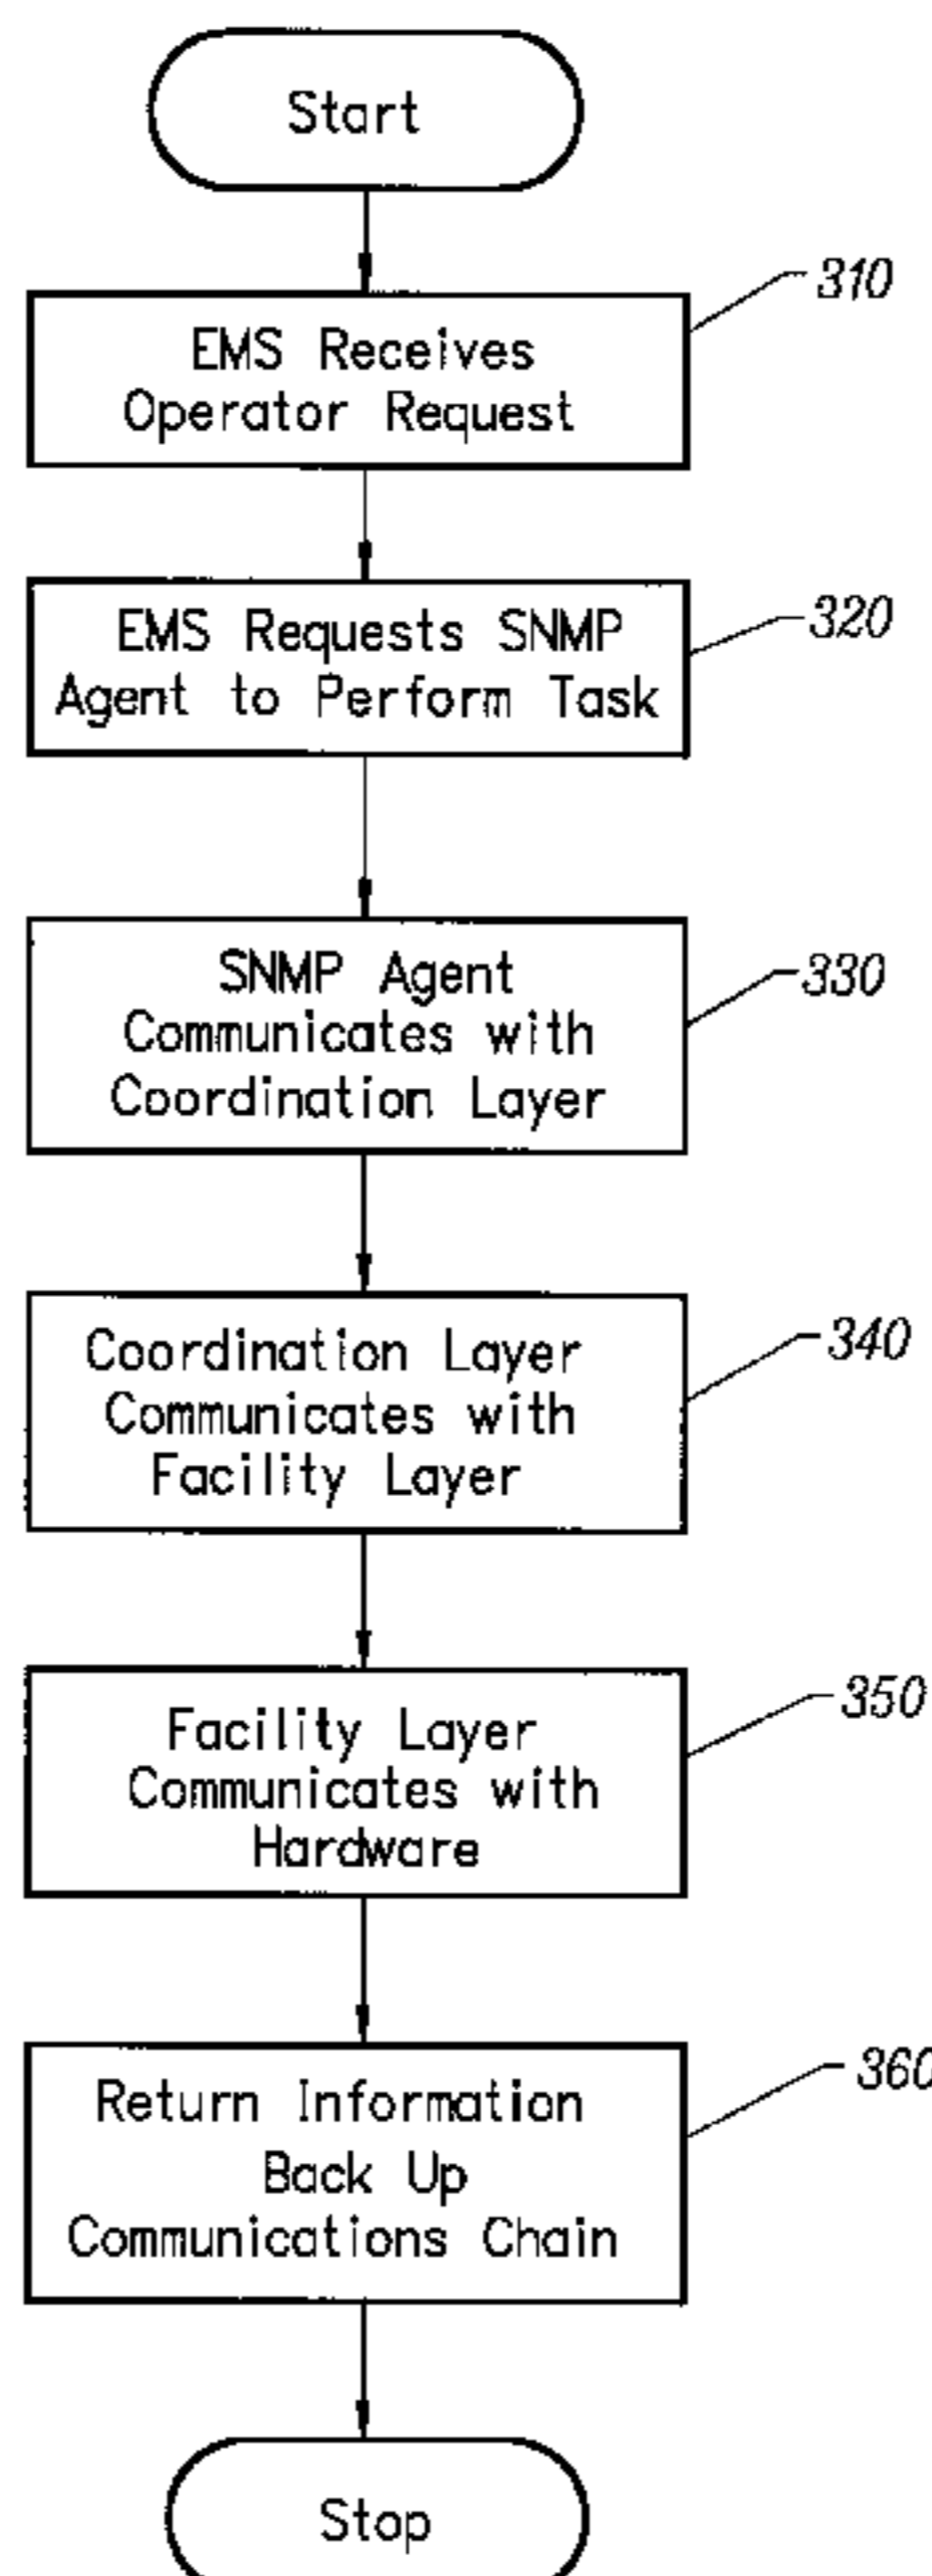 Start
310
EMS Receives
Operator Request
320
EMS Requests SNMP
Agent to Perform Task
330
SNMP Agent
Communicates with
Coordination Layer
340
Coordination Layer
Communicates with
Facility Layer
350
Facility Layer
Communicates with
Hardware
360
Return Information
Back Up
Communications Chain
Stop